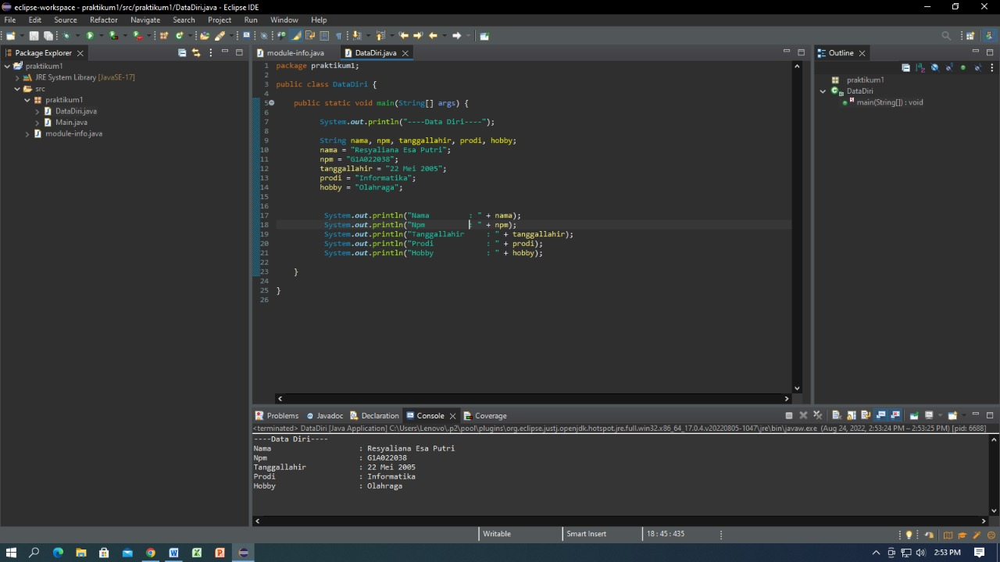 eclipse-workspace - praktikum1/src/praktikum1/DataDiri.java - Eclipse IDE
File Edit Source Refactor Navigate Search Project Run Window Help
Package Explorer
praktikum1
JRE System Library [JavaSE-17]
src
praktikum1
DataDiri.java
Main.java
module-info.java
module-info.java DataDiri.java
1 package praktikum1;
2
3 public class DataDiri {
4
5 public static void main(String[] args) {
6
7 System.out.println("----Data Diri----");
8
9 String nama, npm, tanggallahir, prodi, hobby;
10 nama = "Resyaliana Esa Putri";
11 npm = "G1A022038";
12 tanggallahir = "22 Mei 2005";
13 prodi = "Informatika";
14 hobby = "Olahraga";
15
16
17 System.out.println("Nama : " + nama);
18 System.out.println("Npm : " + npm);
19 System.out.println("Tanggallahir : " + tanggallahir);
20 System.out.println("Prodi : " + prodi);
21 System.out.println("Hobby : " + hobby);
22
23 }
24
25 }
26
Outline
praktikum1
DataDiri
main(String[]) : void
Problems Javadoc Declaration Console Coverage
<terminated> DataDiri [Java Application] C:\Users\Lenovo\.p2\pool\plugins\org.eclipse.justj.openjdk.hotspot.jre.full.win32.x86_64_17.0.4.v20220805-1047\jre\bin\javaw.exe (Aug 24, 2022, 2:53:24 PM – 2:53:25 PM) [pid: 6688]
----Data Diri----
Nama : Resyaliana Esa Putri
Npm : G1A022038
Tanggallahir : 22 Mei 2005
Prodi : Informatika
Hobby : Olahraga
Writable Smart Insert 18 : 45 : 435
2:53 PM